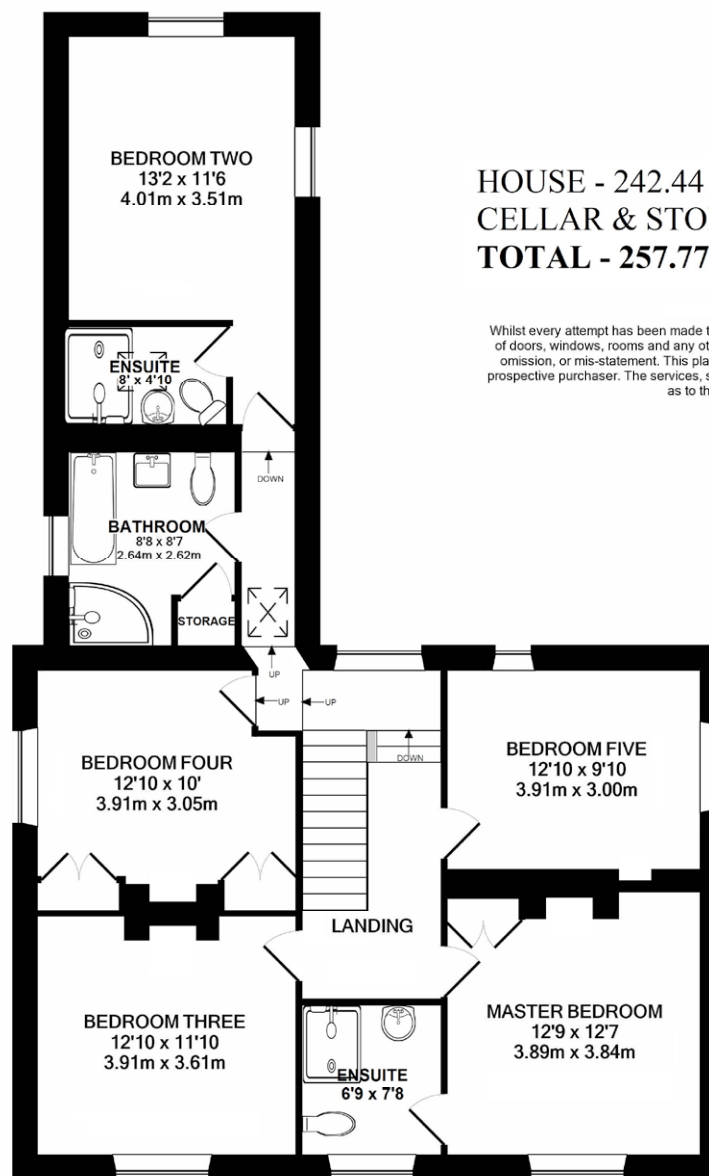 BEDROOM TWO
13'2 x 11'6
4.01m x 3.51m
HOUSE - 242.44
CELLAR & STO
TOTAL - 257.77
Whilst every attempt has been made t
of doors, windows, rooms and any ot
omission, or mis-statement. This pla
prospective purchaser. The services, s
as to th
ENSUITE
8' x 4'10
DOWN
BATHROOM
8'8 x 8'7
2.64m x 2.62m
STORAGE
UP
UP
UP
DOWN
BEDROOM FOUR
12'10 x 10'
3.91m x 3.05m
BEDROOM FIVE
12'10 x 9'10
3.91m x 3.00m
LANDING
BEDROOM THREE
12'10 x 11'10
3.91m x 3.61m
MASTER BEDROOM
12'9 x 12'7
3.89m x 3.84m
ENSUITE
6'9 x 7'8